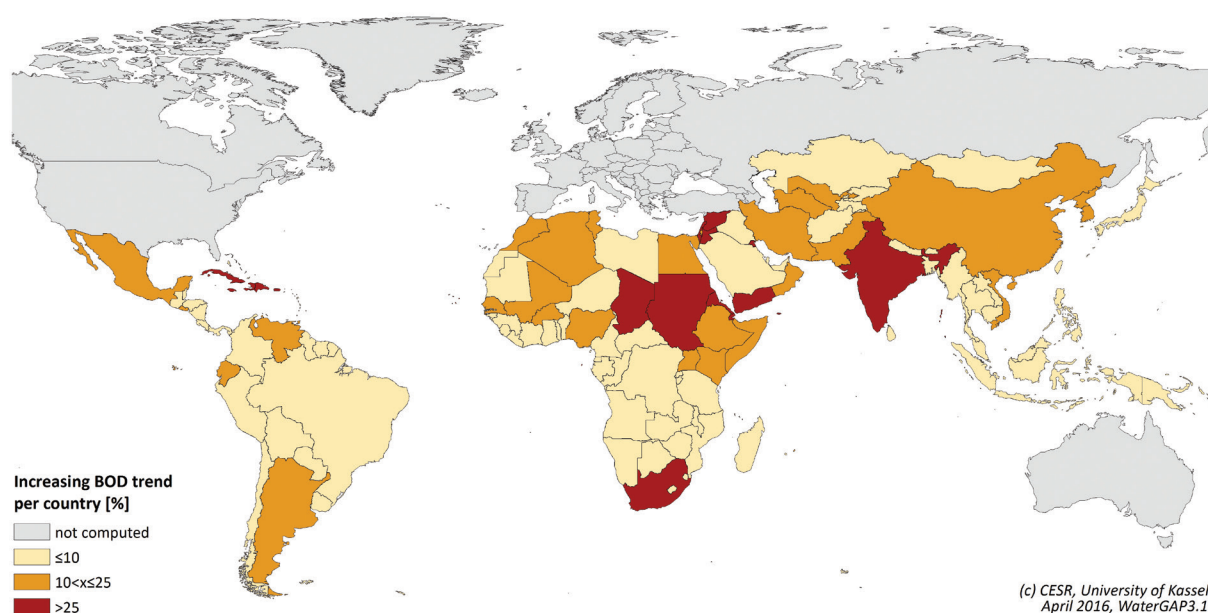 Increasing BOD trend
per country [%]
not computed
≤10
10<x≤25
>25
(c) CESR, University of Kassel
April 2016, WaterGAP3.1